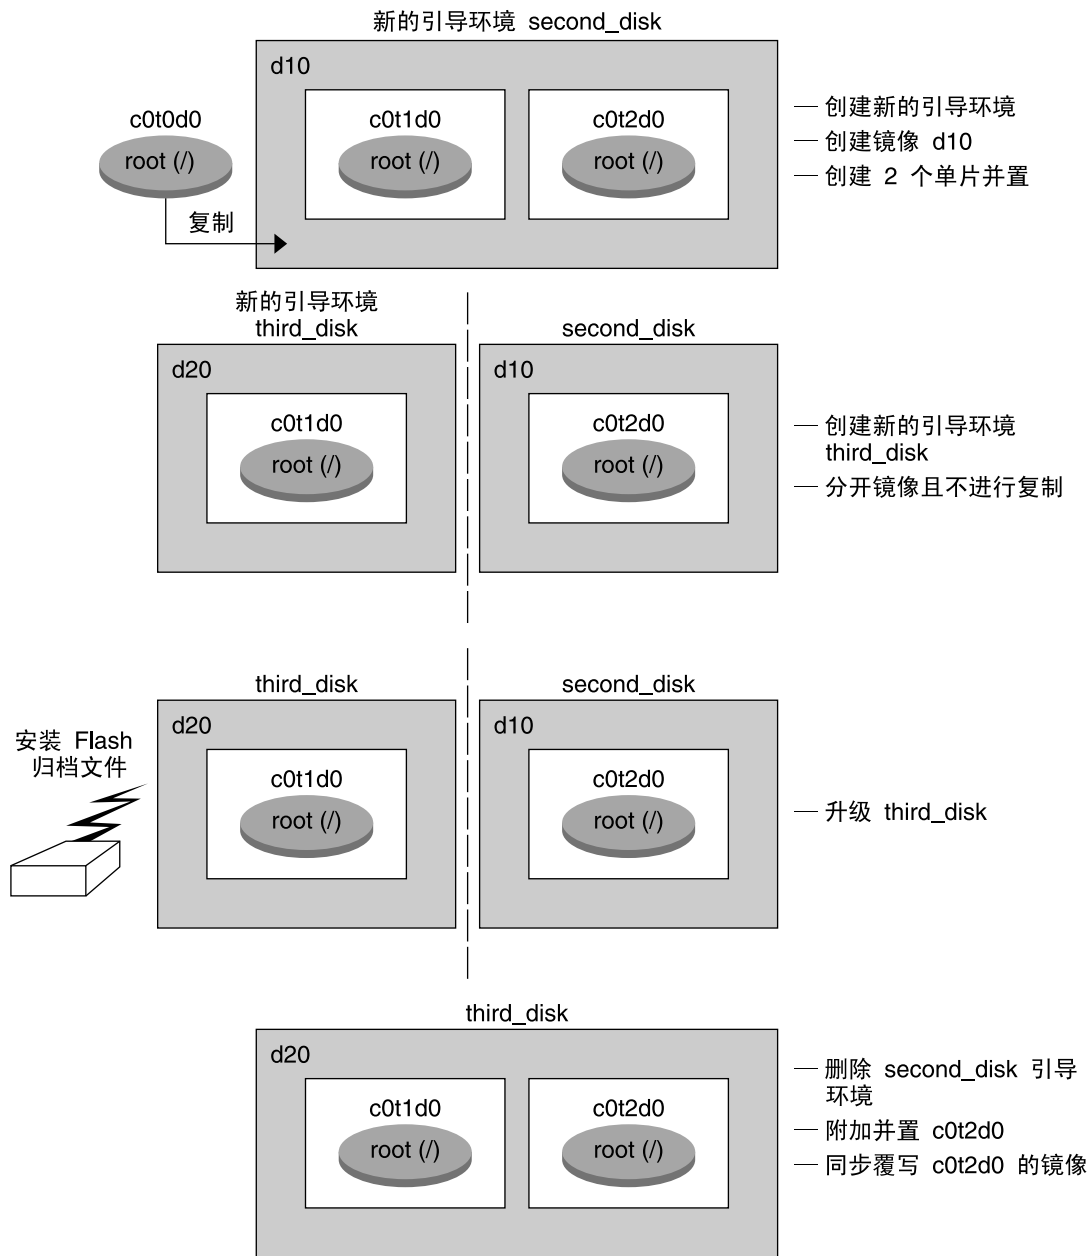 新的引导环境 second_disk
d10
c0t0d0
root (/)
复制
c0t1d0
root (/)
c0t2d0
root (/)
创建新的引导环境
创建镜像 d10
创建 2 个单片并置
新的引导环境
third_disk
d20
c0t1d0
root (/)
second_disk
d10
c0t2d0
root (/)
创建新的引导环境
third_disk
分开镜像且不进行复制
安装 Flash
归档文件
third_disk
d20
c0t1d0
root (/)
second_disk
d10
c0t2d0
root (/)
升级 third_disk
third_disk
d20
c0t1d0
root (/)
c0t2d0
root (/)
删除 second_disk 引导
环境
附加并置 c0t2d0
同步覆写 c0t2d0 的镜像